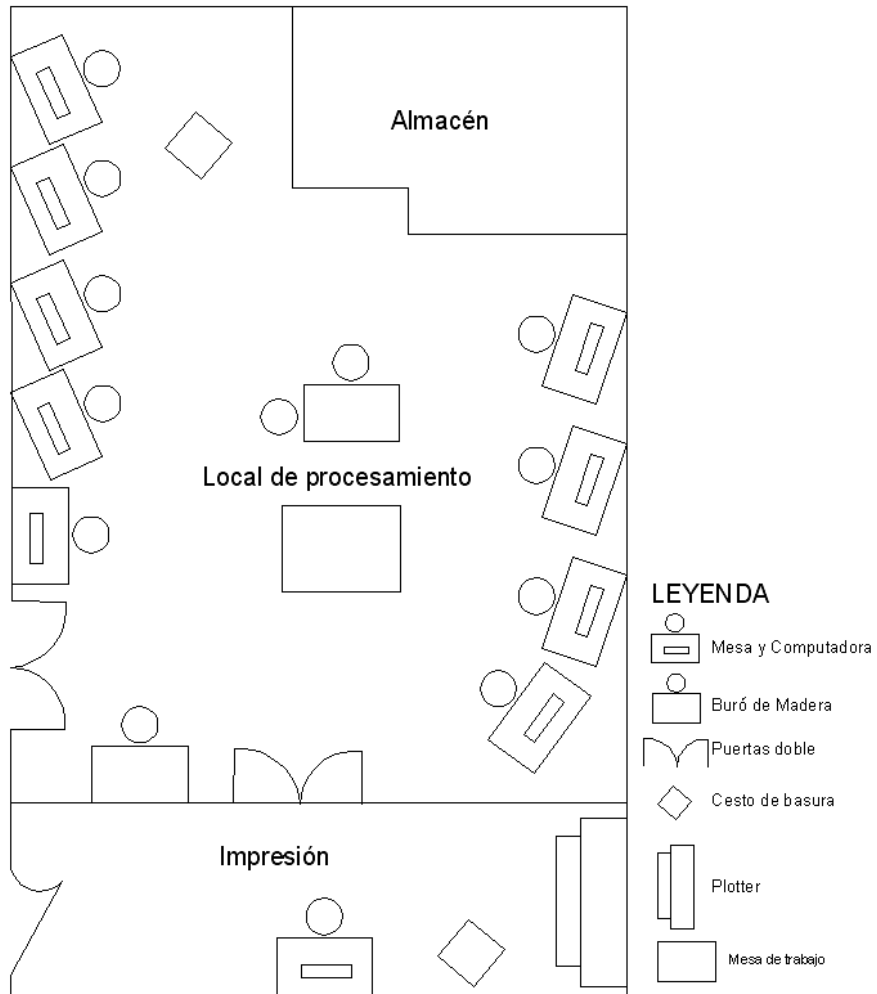 Almacén
Local de procesamiento
Impresión
LEYENDA
Mesa y Computadora
Buró de Madera
Puertas doble
Cesto de basura
Plotter
Mesa de trabajo